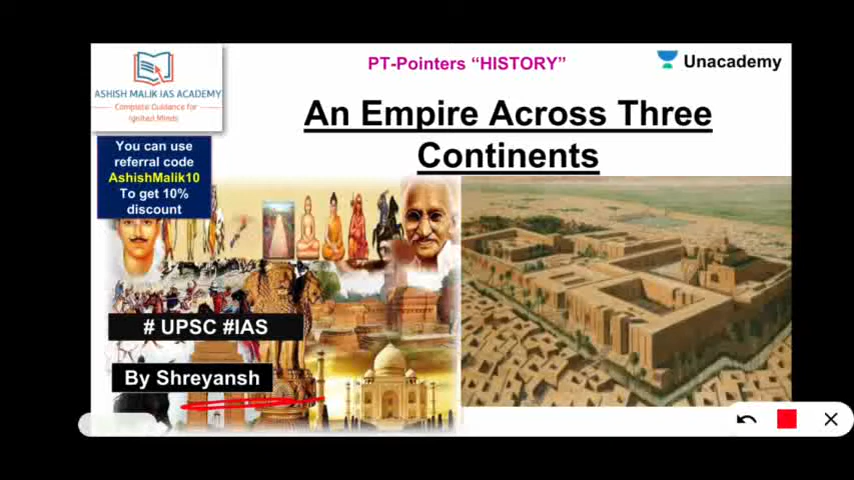 PT-Pointers “HISTORY”
Unacademy
ASHISH MALIK IAS ACADEMY
Complete Guidance for
Ignited Minds
An Empire Across Three
Continents
You can use
referral code
AshishMalik10
To get 10%
discount
# UPSC #IAS
By Shreyansh